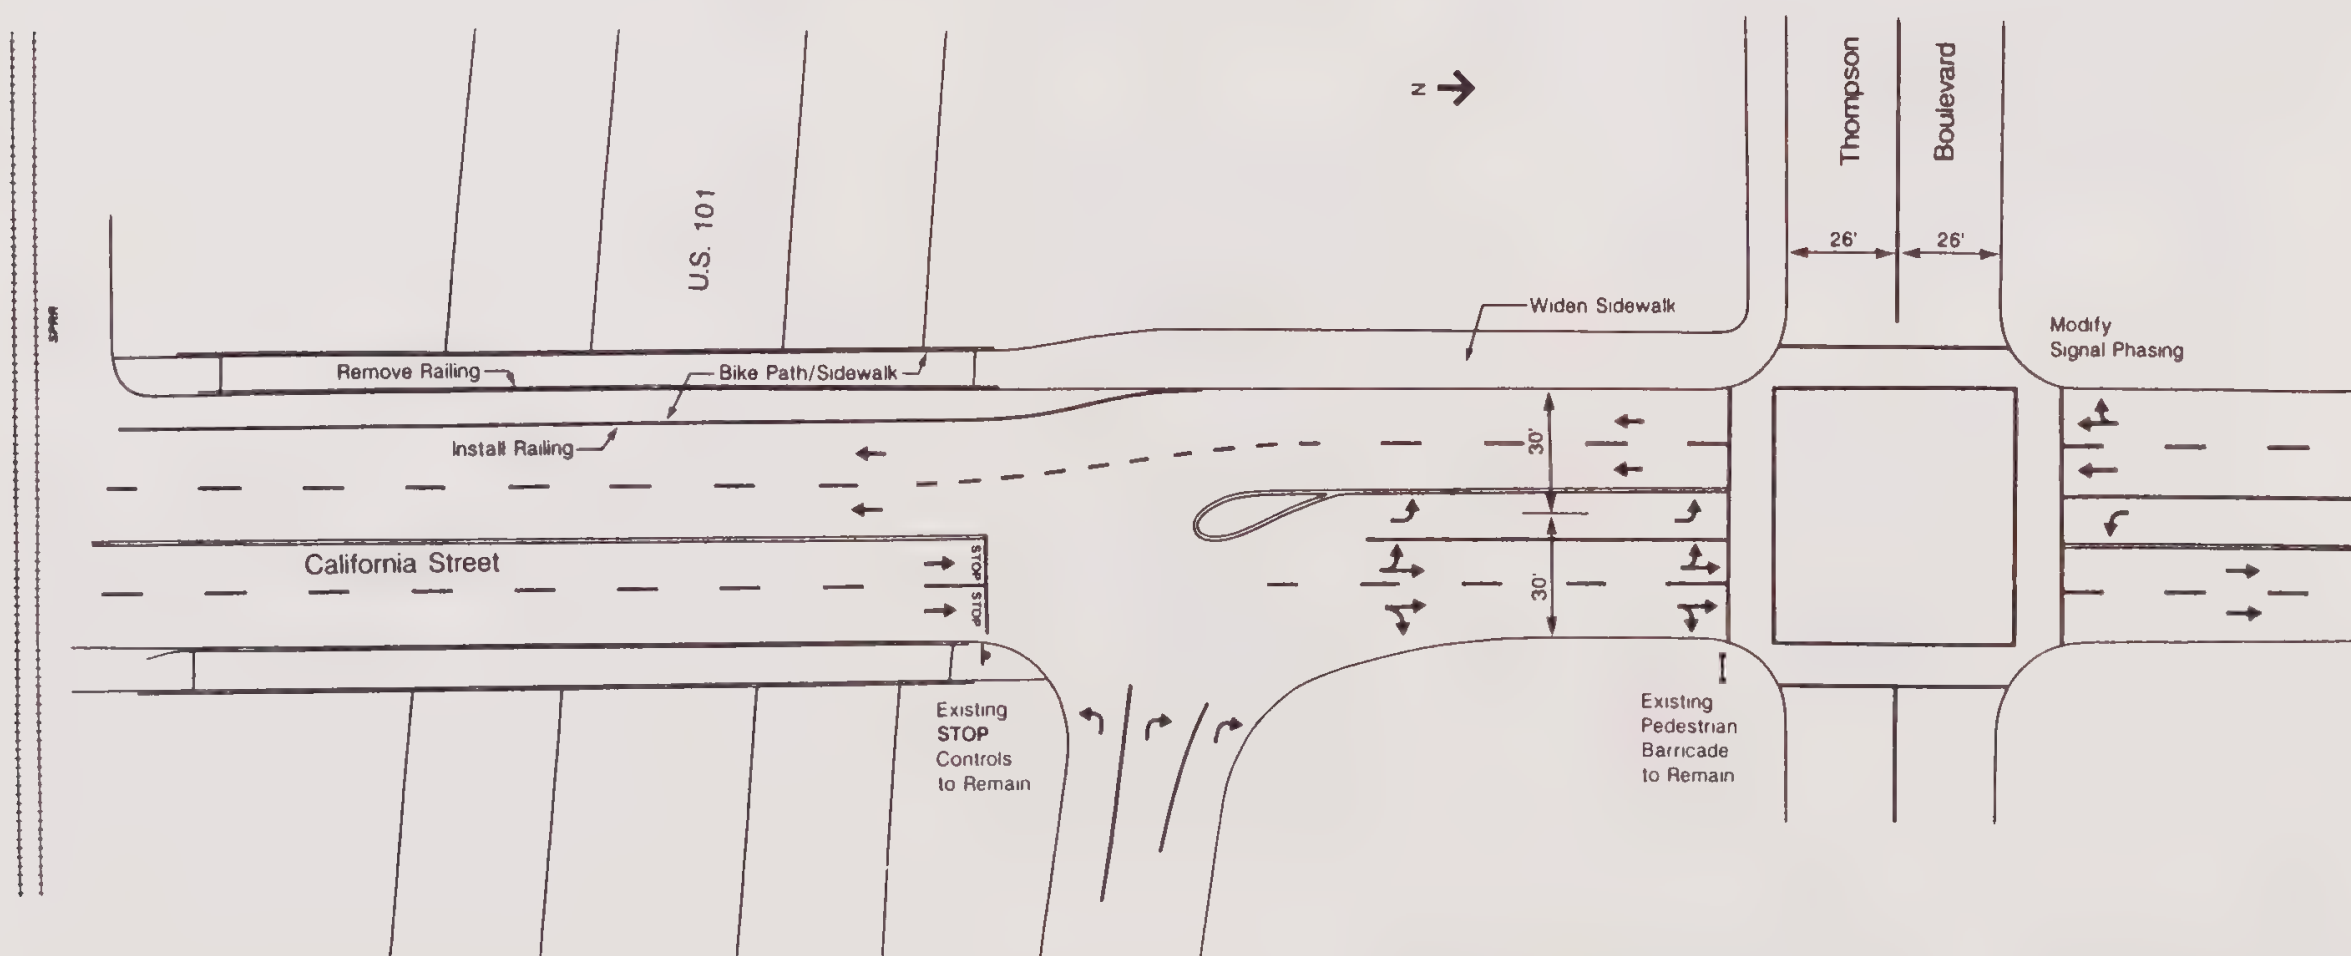 N
Thompson
Boulevard
U.S. 101
26'
26'
SPRR
Widen Sidewalk
Modify
Signal Phasing
Remove Railing
Bike Path/Sidewalk
Install Railing
30'
California Street
STOP
STOP
30'
Existing
STOP
Controls
to Remain
Existing
Pedestrian
Barricade
to Remain